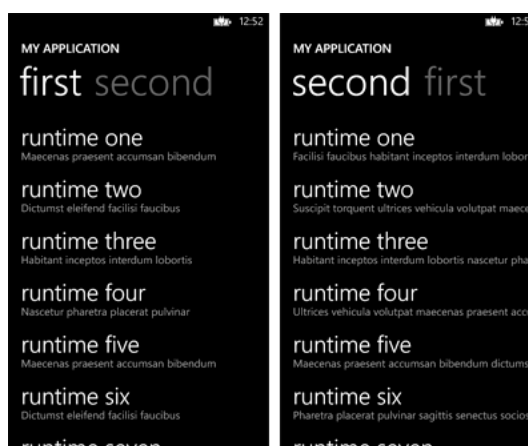 12:52
MY APPLICATION
first second
runtime one
Maecenas praesent accumsan bibendum
runtime two
Dictumst eleifend facilisi faucibus
runtime three
Habitant inceptos interdum lobortis
runtime four
Nascetur pharetra placerat pulvinar
runtime five
Maecenas praesent accumsan bibendum
runtime six
Dictumst eleifend facilisi faucibus
runtime seven
MY APPLICATION
second first
runtime one
Facilisi faucibus habitant inceptos interdum
runtime two
Suscipit torquent ultrices vehicula volutpat
runtime three
Habitant inceptos interdum lobortis nascetur
runtime four
Ultrices vehicula volutpat maecenas praesent
runtime five
Maecenas praesent accumsan bibendum
runtime six
Pharetra placerat pulvinar sagittis senectus
runtime seven